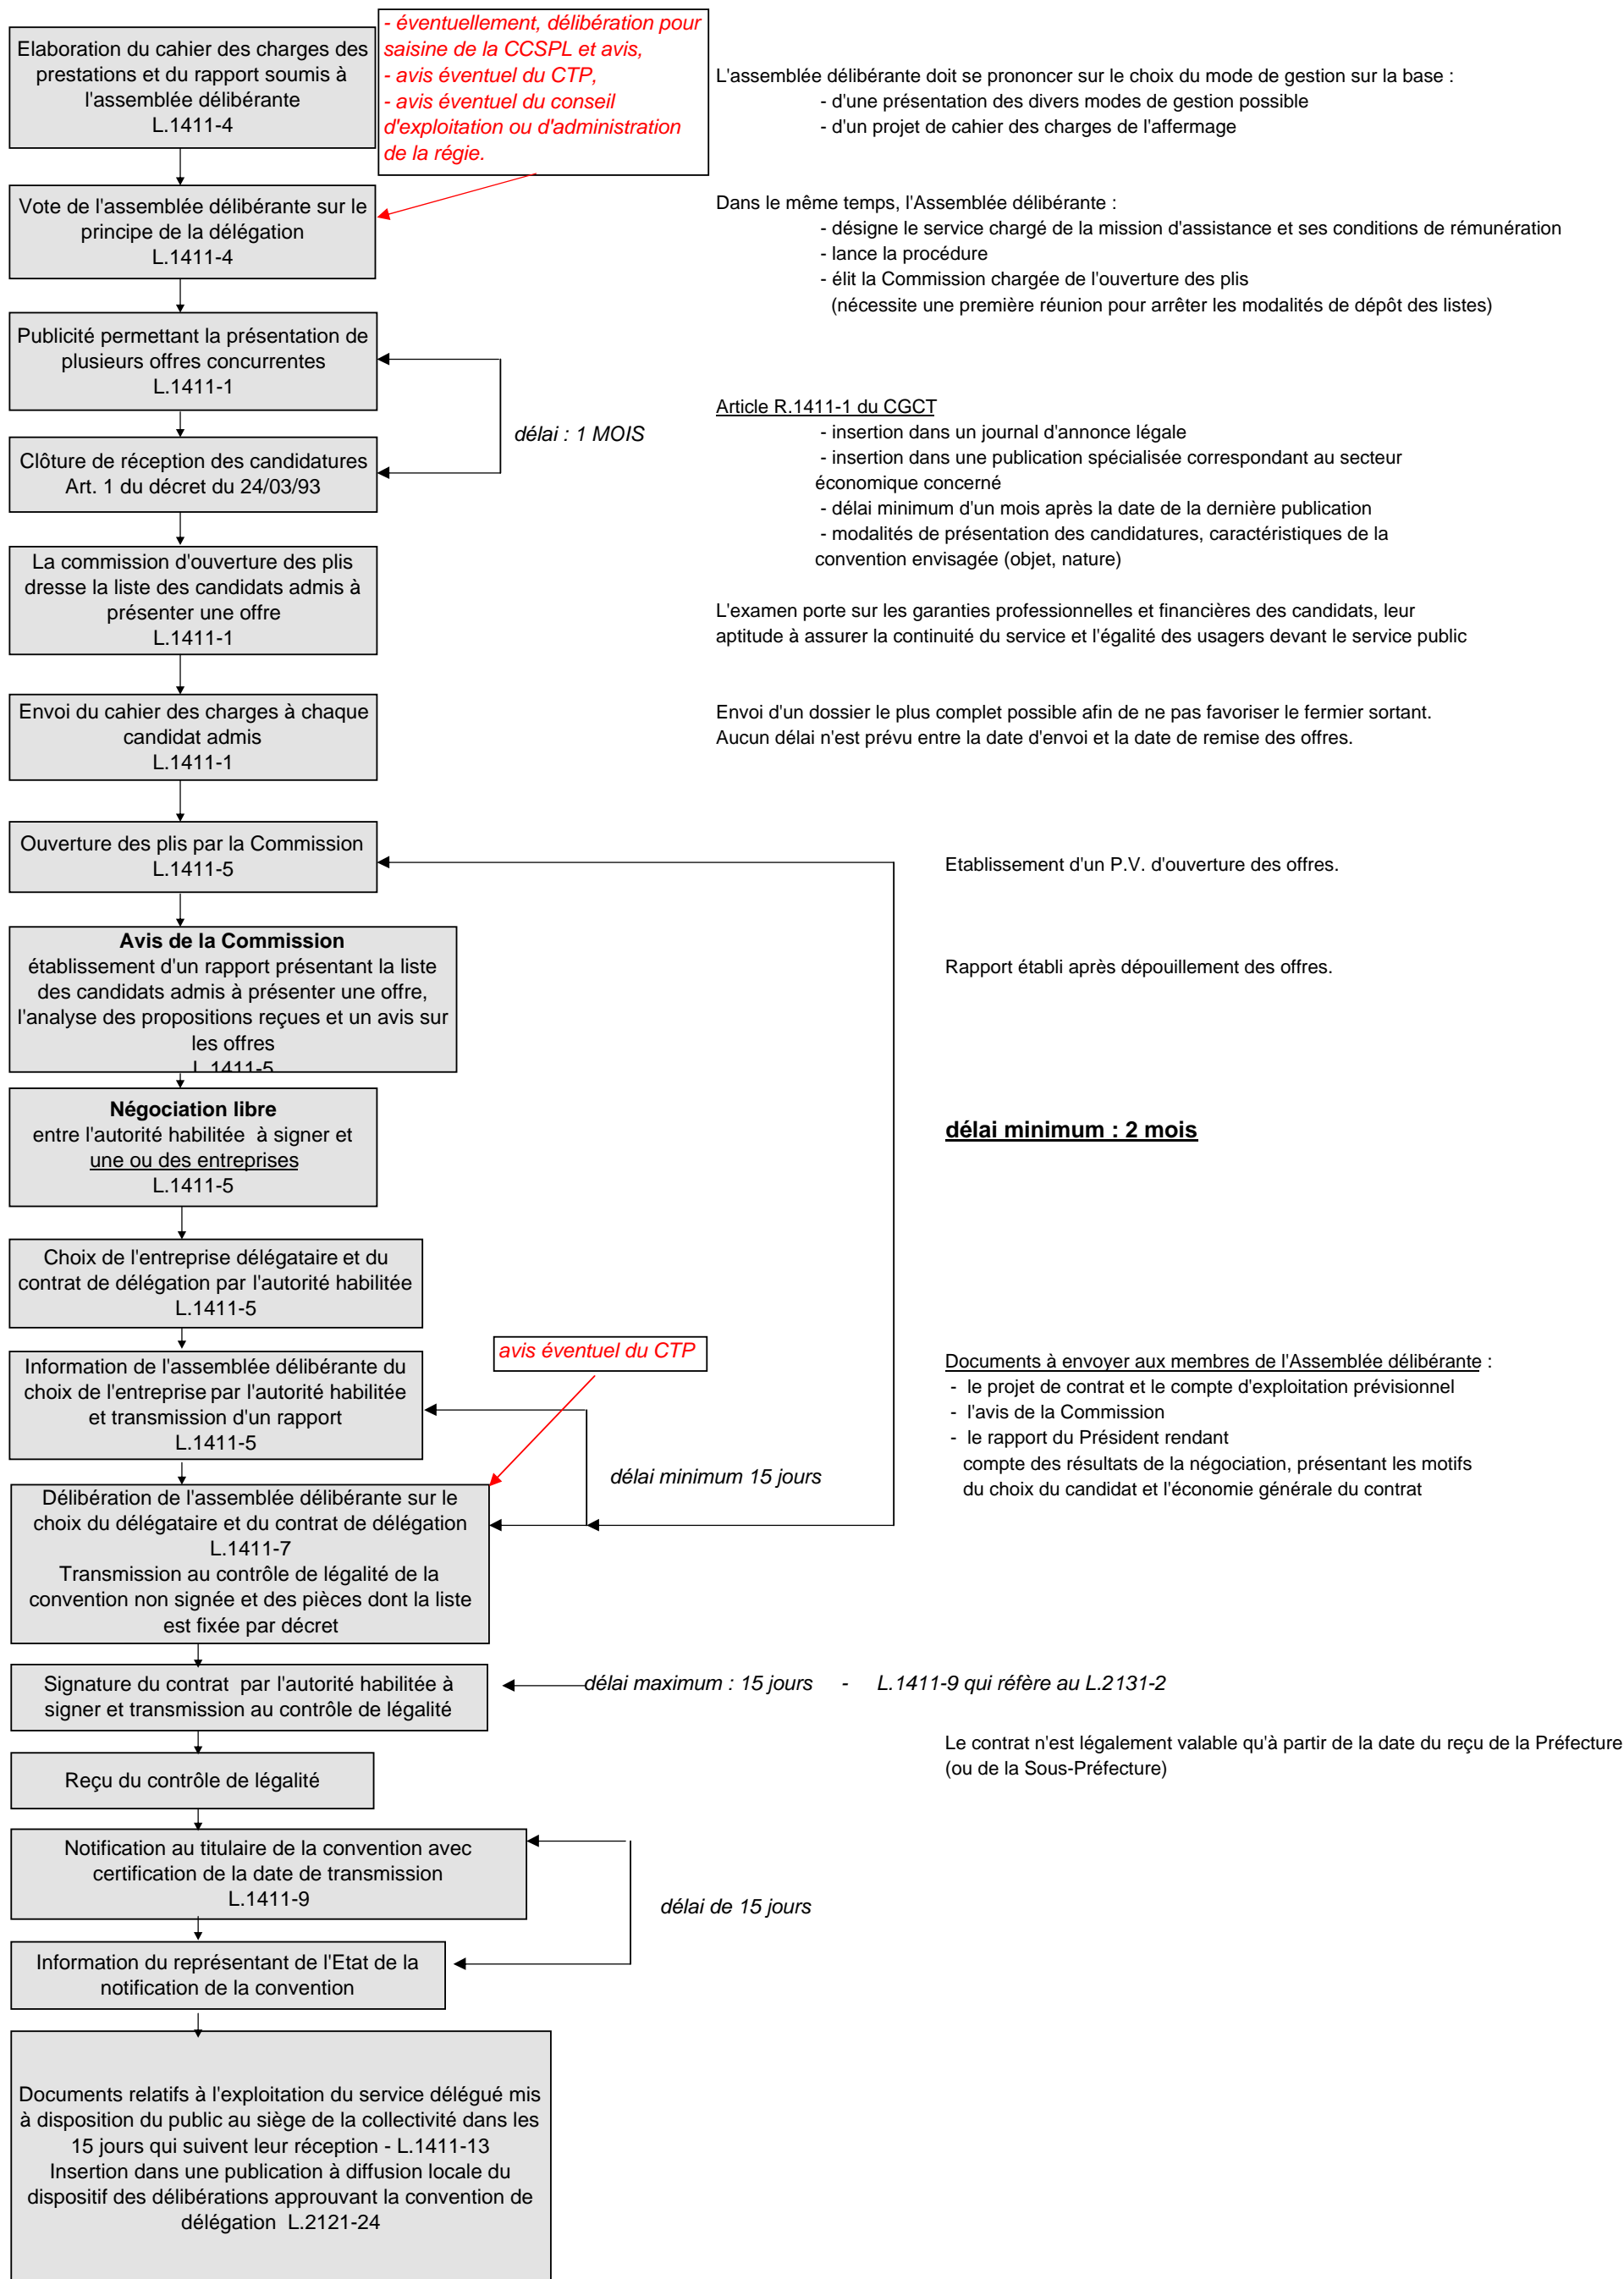 Elaboration du cahier des charges des
prestations et du rapport soumis à
l'assemblée délibérante
L.1411-4
- éventuellement, délibération pour
saisine de la CCSPL et avis,
- avis éventuel du CTP,
- avis éventuel du conseil
d'exploitation ou d'administration
de la régie.
L'assemblée délibérante doit se prononcer sur le choix du mode de gestion sur la base :
- d'une présentation des divers modes de gestion possible
- d'un projet de cahier des charges de l'affermage
Vote de l'assemblée délibérante sur le
principe de la délégation
L.1411-4
Dans le même temps, l'Assemblée délibérante :
- désigne le service chargé de la mission d'assistance et ses conditions de rémunération
- lance la procédure
- élit la Commission chargée de l'ouverture des plis
(nécessite une première réunion pour arrêter les modalités de dépôt des listes)
Publicité permettant la présentation de
plusieurs offres concurrentes
L.1411-1
délai : 1 MOIS
Clôture de réception des candidatures
Art. 1 du décret du 24/03/93
Article R.1411-1 du CGCT
- insertion dans un journal d'annonce légale
- insertion dans une publication spécialisée correspondant au secteur
économique concerné
- délai minimum d'un mois après la date de la dernière publication
- modalités de présentation des candidatures, caractéristiques de la
convention envisagée (objet, nature)
La commission d'ouverture des plis
dresse la liste des candidats admis à
présenter une offre
L.1411-1
L'examen porte sur les garanties professionnelles et financières des candidats, leur
aptitude à assurer la continuité du service et l'égalité des usagers devant le service public
Envoi du cahier des charges à chaque
candidat admis
L.1411-1
Envoi d'un dossier le plus complet possible afin de ne pas favoriser le fermier sortant.
Aucun délai n'est prévu entre la date d'envoi et la date de remise des offres.
Ouverture des plis par la Commission
L.1411-5
Etablissement d'un P.V. d'ouverture des offres.
Avis de la Commission
établissement d'un rapport présentant la liste
des candidats admis à présenter une offre,
l'analyse des propositions reçues et un avis sur
les offres
L.1411-5
Rapport établi après dépouillement des offres.
Négociation libre
entre l'autorité habilitée à signer et
une ou des entreprises
L.1411-5
délai minimum : 2 mois
Choix de l'entreprise délégataire et du
contrat de délégation par l'autorité habilitée
L.1411-5
Information de l'assemblée délibérante du
choix de l'entreprise par l'autorité habilitée
et transmission d'un rapport
L.1411-5
avis éventuel du CTP
délai minimum 15 jours
Documents à envoyer aux membres de l'Assemblée délibérante :
- le projet de contrat et le compte d'exploitation prévisionnel
- l'avis de la Commission
- le rapport du Président rendant
compte des résultats de la négociation, présentant les motifs
du choix du candidat et l'économie générale du contrat
Délibération de l'assemblée délibérante sur le
choix du délégataire et du contrat de délégation
L.1411-7
Transmission au contrôle de légalité de la
convention non signée et des pièces dont la liste
est fixée par décret
Signature du contrat par l'autorité habilitée à
signer et transmission au contrôle de légalité
délai maximum : 15 jours - L.1411-9 qui réfère au L.2131-2
Le contrat n'est légalement valable qu'à partir de la date du reçu de la Préfecture
(ou de la Sous-Préfecture)
Reçu du contrôle de légalité
Notification au titulaire de la convention avec
certification de la date de transmission
L.1411-9
délai de 15 jours
Information du représentant de l'Etat de la
notification de la convention
Documents relatifs à l'exploitation du service délégué mis
à disposition du public au siège de la collectivité dans les
15 jours qui suivent leur réception - L.1411-13
Insertion dans une publication à diffusion locale du
dispositif des délibérations approuvant la convention de
délégation L.2121-24